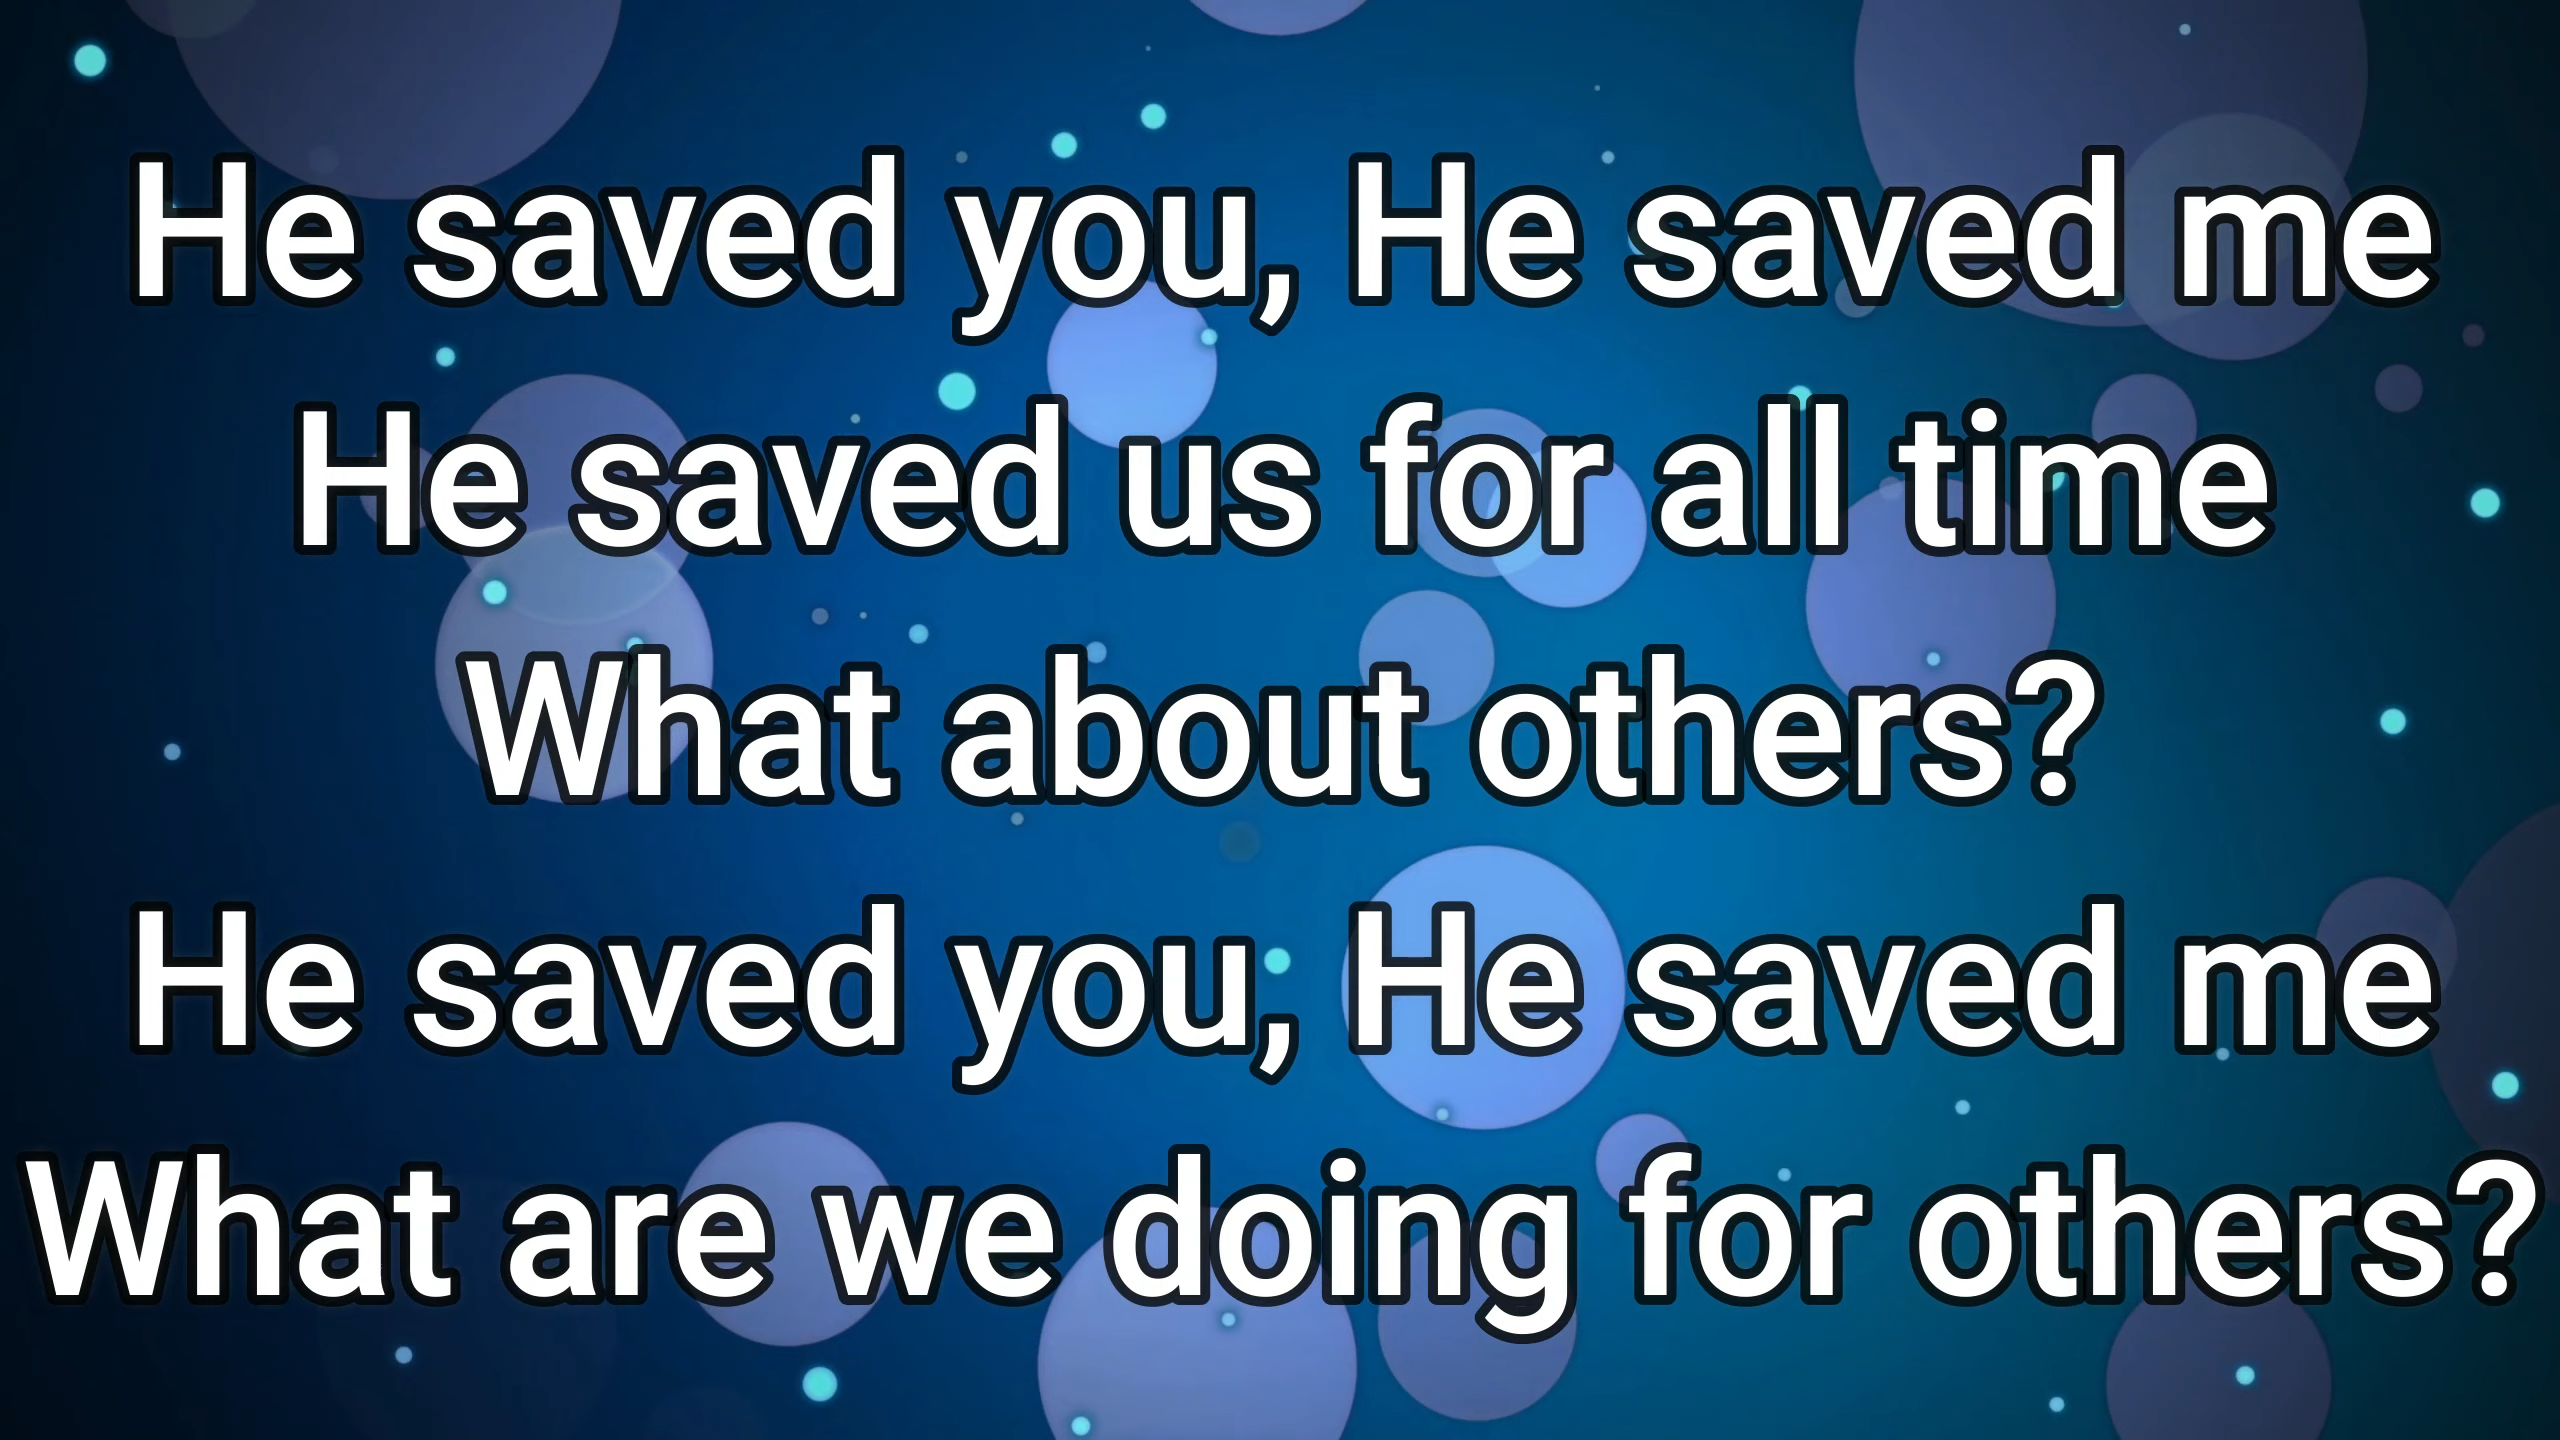 He saved you, He saved me
He saved us for all time
What about others?
He saved you, He saved me
What are we doing for others?